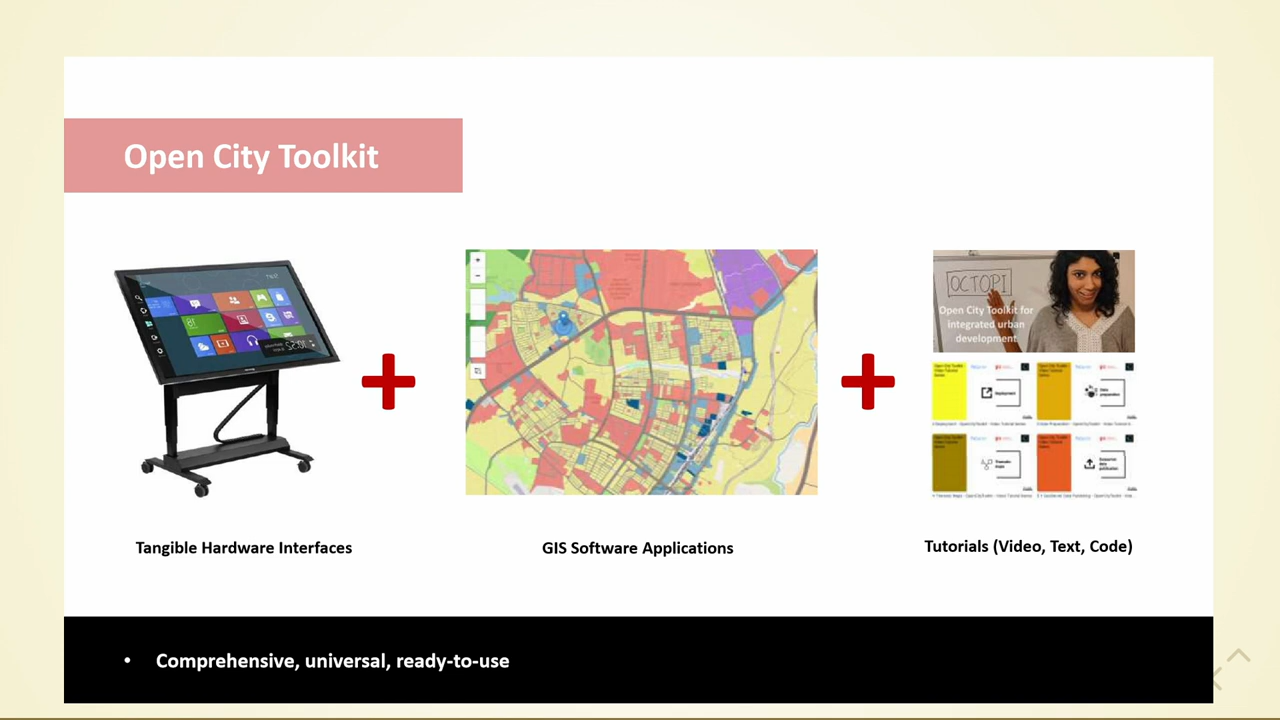 Open City Toolkit
OCTOPI
Open City Toolkit for
integrated urban
development
Tangible Hardware Interfaces
GIS Software Applications
Tutorials (Video, Text, Code)
• Comprehensive, universal, ready-to-use